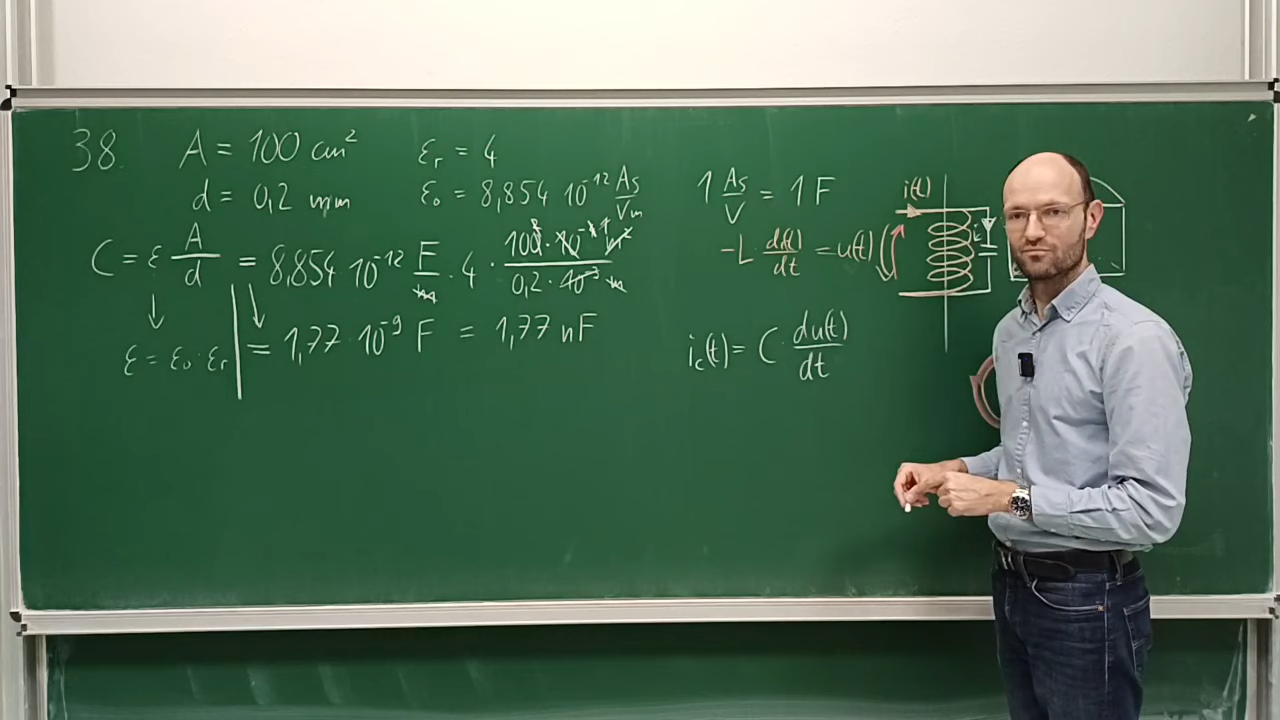 38. A = 100 cm² εr = 4
d = 0,2 mm ε₀ = 8,854 10⁻¹² As/Vm
C = ε A/d = 8,854 10⁻¹² F/m · 4 · 100 · 10⁻⁴ m²/0,2 · 10⁻³ m
ε = ε₀ · εr = 1,77 · 10⁻⁹ F = 1,77 nF
1 As/V = 1 F
-L · di(t)/dt = u(t)
ic(t) = C · du(t)/dt
i(t)
ic